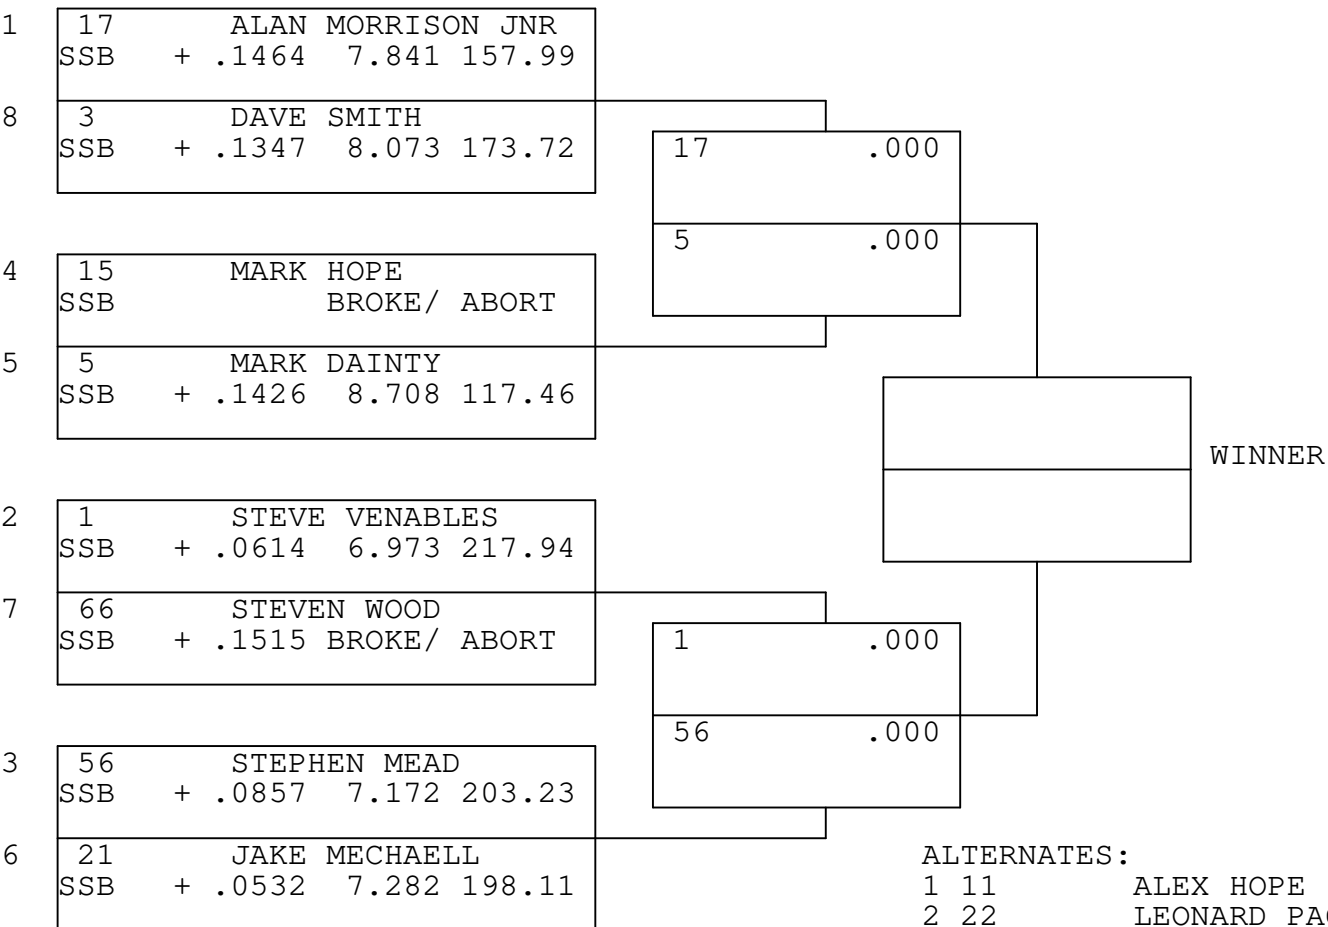 1 17 ALAN MORRISON JNR
SSB + .1464 7.841 157.99
8 3 DAVE SMITH
SSB + .1347 8.073 173.72
17 .000
5 .000
4 15 MARK HOPE
SSB BROKE/ ABORT
5 5 MARK DAINTY
SSB + .1426 8.708 117.46
WINNER
2 1 STEVE VENABLES
SSB + .0614 6.973 217.94
7 66 STEVEN WOOD
SSB + .1515 BROKE/ ABORT
1 .000
56 .000
3 56 STEPHEN MEAD
SSB + .0857 7.172 203.23
6 21 JAKE MECHAELL
SSB + .0532 7.282 198.11
ALTERNATES:
1 11 ALEX HOPE
2 22 LEONARD